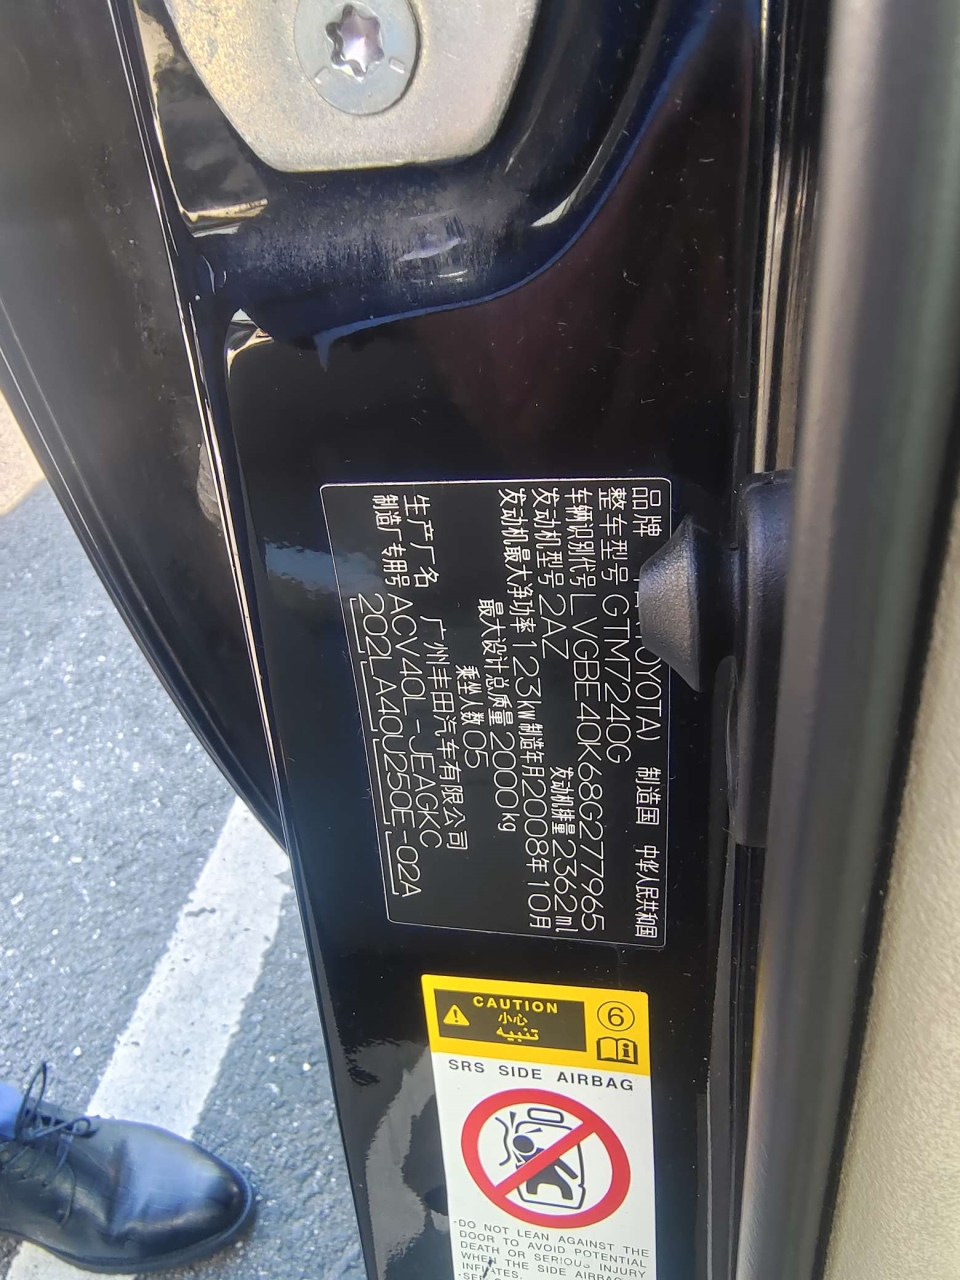 品牌 TOYOTA) 制造国 中华人民共和国
整车型号 GTM7240G
车辆识别代号 LVGBE40K68G277965
发动机型号 2AZ 发动机排量 2362ml
发动机最大净功率 123kw 制造年月 2008年10月
最大设计总质量 2000kg
乘坐人数 05
生产厂名 广州丰田汽车有限公司
制造厂专用号 ACV40L-JEAGKC
202LA40U250E-02A
CAUTION
小心
تنبيه
6
SRS SIDE AIRBAG
·DO NOT LEAN AGAINST THE
DOOR TO AVOID POTENTIAL
DEATH OR SERIOUS INJURY
WHEN THE SIDE AIRBAG
INFLATES.